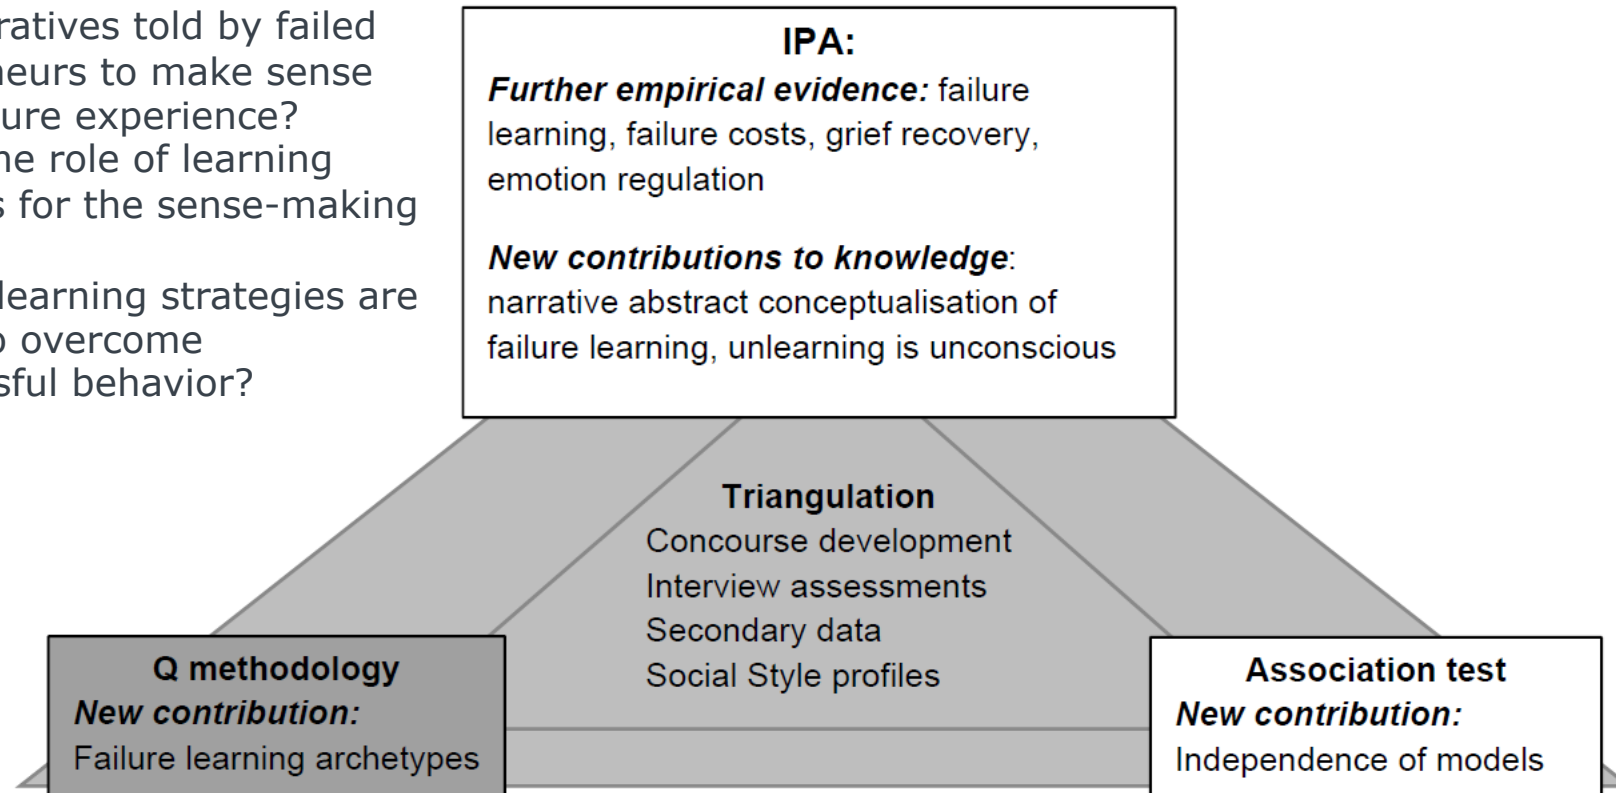 ratives told by failed
neurs to make sense
ure experience?
ne role of learning
s for the sense-making
learning strategies are
o overcome
sful behavior?
IPA:
Further empirical evidence: failure
learning, failure costs, grief recovery,
emotion regulation
New contributions to knowledge:
narrative abstract conceptualisation of
failure learning, unlearning is unconscious
Triangulation
Concourse development
Interview assessments
Secondary data
Social Style profiles
Q methodology
New contribution:
Failure learning archetypes
Association test
New contribution:
Independence of models